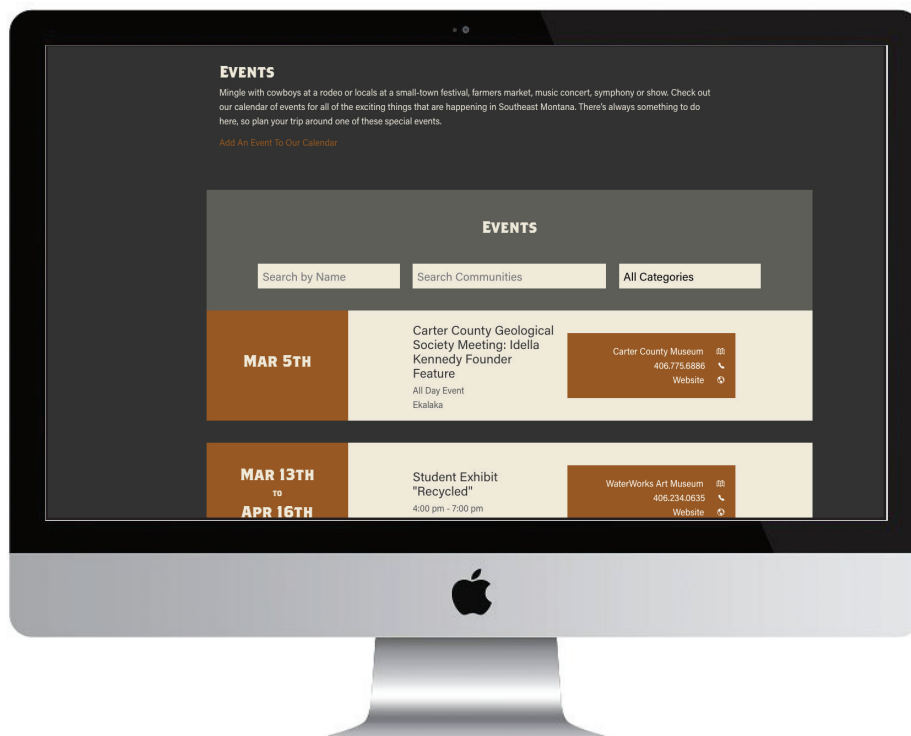 EVENTS
Mingle with cowboys at a rodeo or locals at a small-town festival, farmers market, music concert, symphony or show. Check out
our calendar of events for all of the exciting things that are happening in Southeast Montana. There's always something to do
here, so plan your trip around one of these special events.
Add An Event To Our Calendar
EVENTS
Search by Name
Search Communities
All Categories
MAR 5TH
Carter County Geological
Society Meeting: Idella
Kennedy Founder
Feature
All Day Event
Ekalaka
Carter County Museum
406.775.6886
Website
MAR 13TH
TO
APR 16TH
Student Exhibit
"Recycled"
4:00 pm - 7:00 pm
WaterWorks Art Museum
406.234.0635
Website